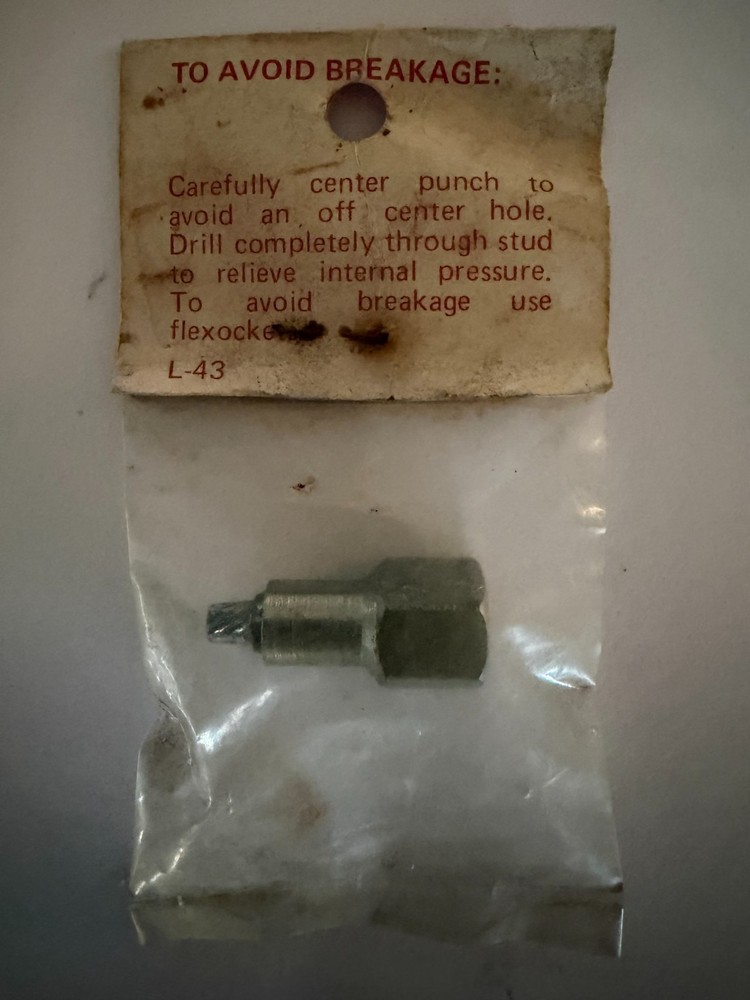 TO AVOID BREAKAGE:
Carefully center punch to
avoid an off center hole.
Drill completely through stud
to relieve internal pressure.
To avoid breakage use
L-43